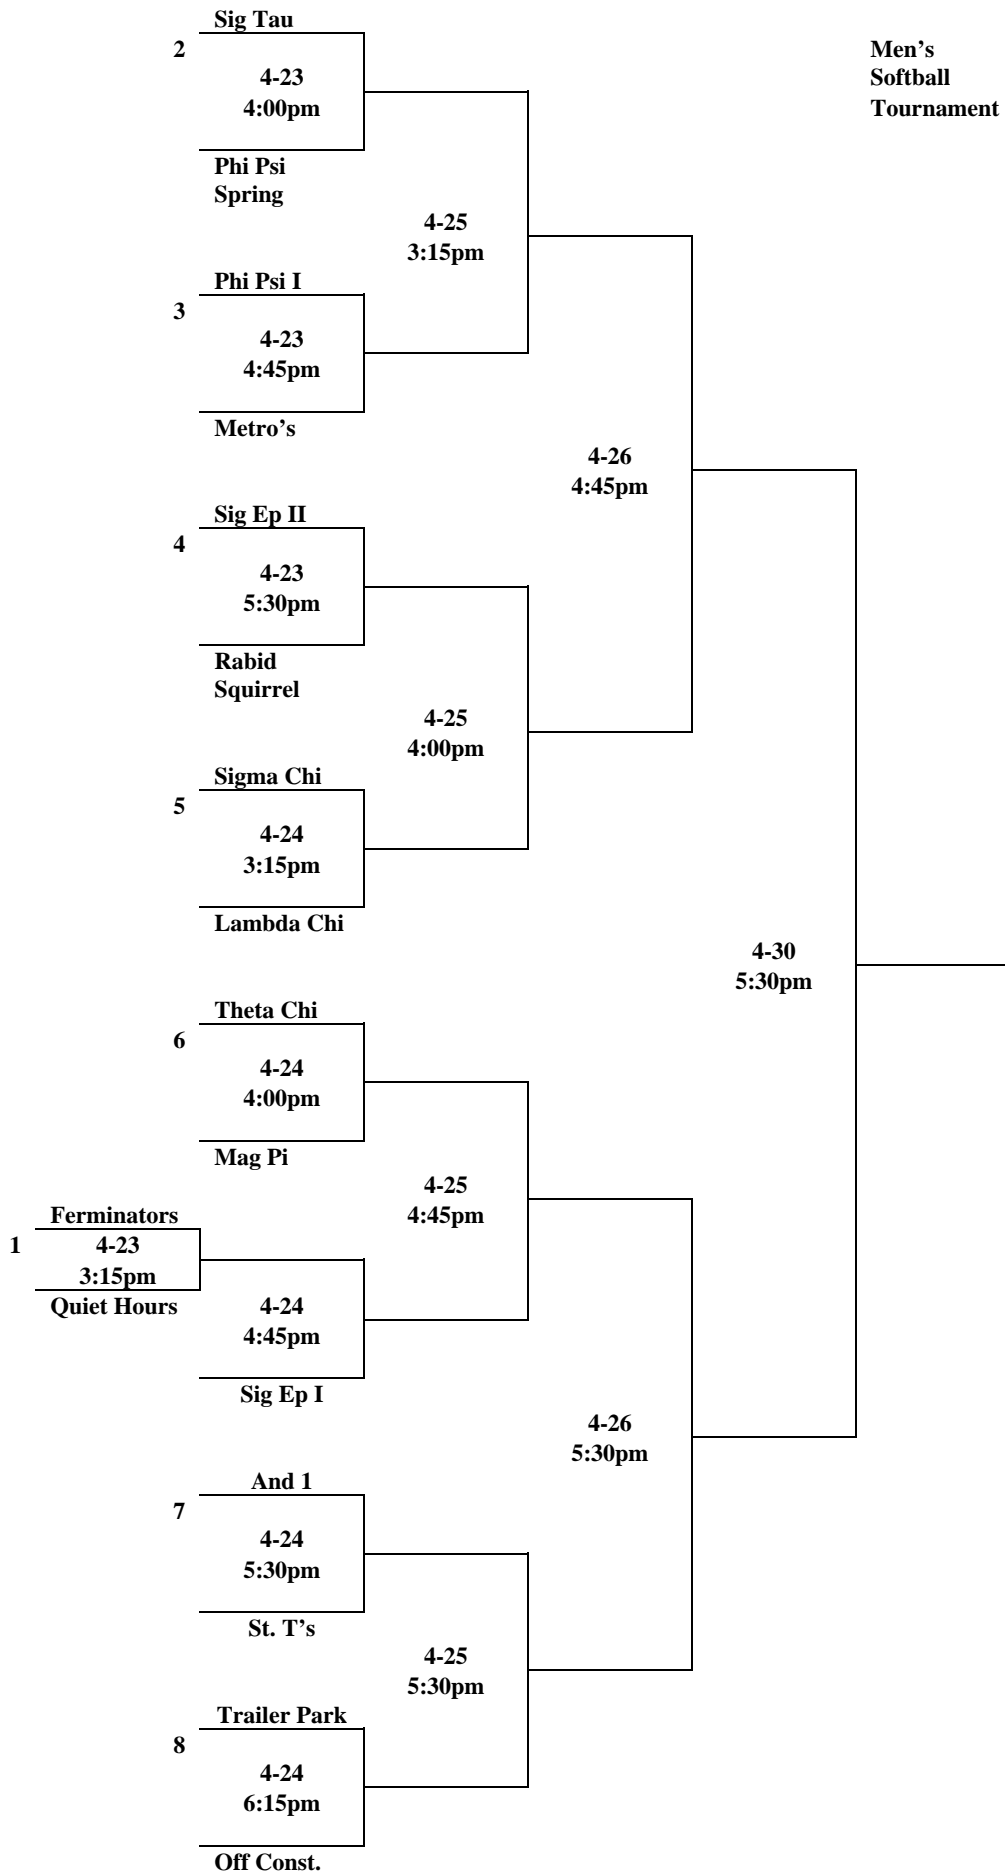 Sig Tau
2
4-23
4:00pm
Phi Psi
Spring
Men's
Softball
Tournament
4-25
3:15pm
Phi Psi I
3
4-23
4:45pm
Metro's
4-26
4:45pm
Sig Ep II
4
4-23
5:30pm
Rabid
Squirrel
4-25
4:00pm
Sigma Chi
5
4-24
3:15pm
Lambda Chi
4-30
5:30pm
Theta Chi
6
4-24
4:00pm
Mag Pi
4-25
4:45pm
Ferminators
1
4-23
3:15pm
Quiet Hours
4-24
4:45pm
Sig Ep I
4-26
5:30pm
And 1
7
4-24
5:30pm
St. T's
4-25
5:30pm
Trailer Park
8
4-24
6:15pm
Off Const.